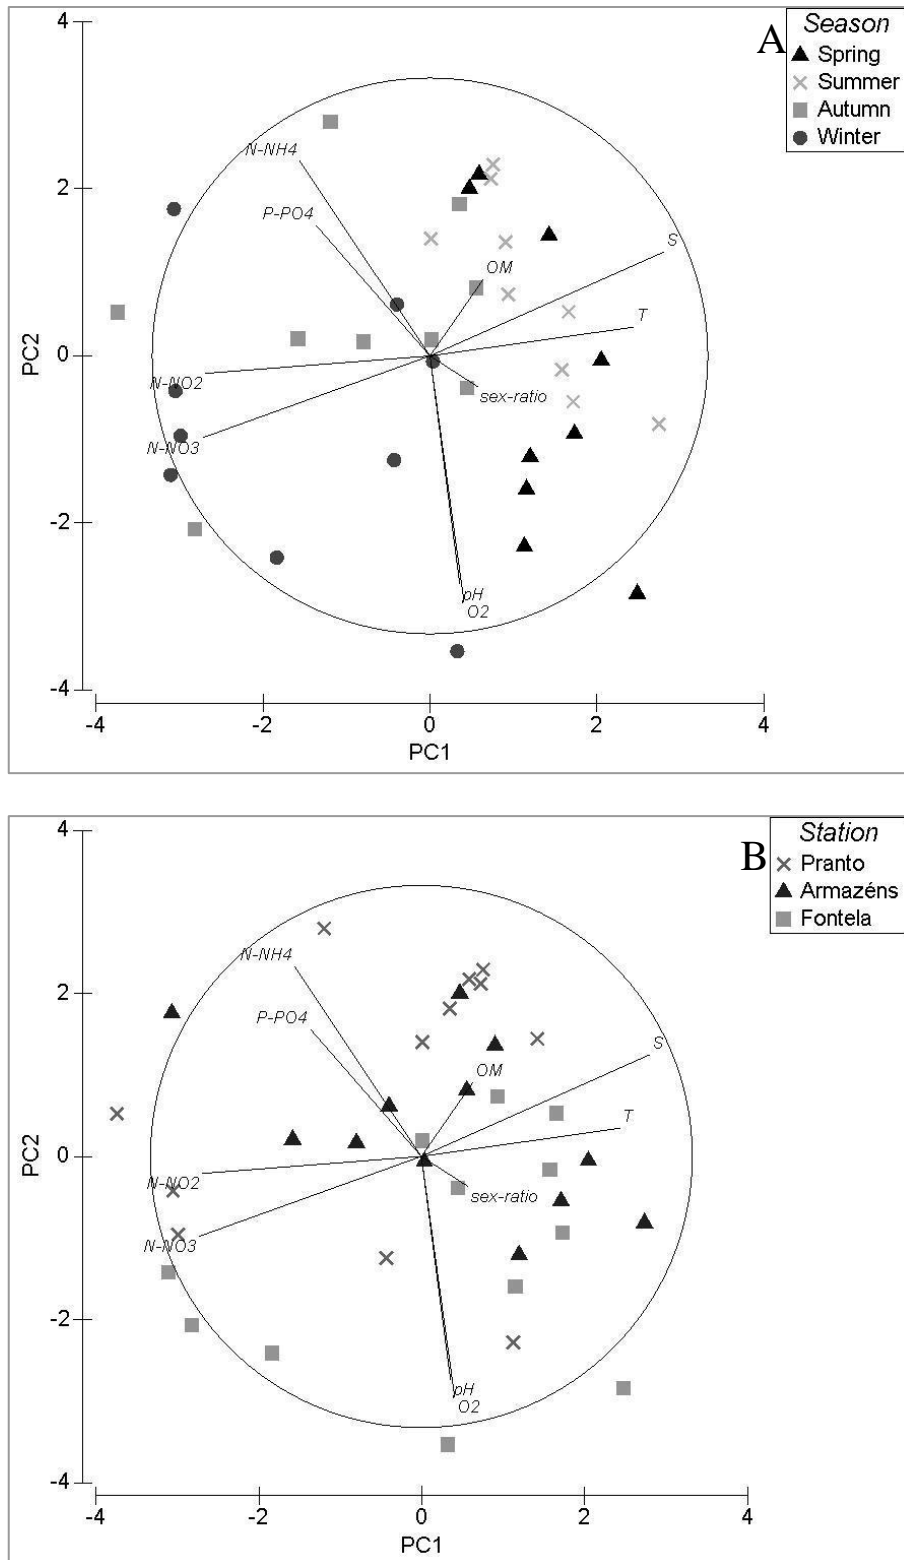 4
A
Season
Spring
Summer
Autumn
Winter
N-NH4
2
P-PO4
S
OM
T
PC2
0
N-NO2
sex-ratio
N-NO3
-2
pH
O2
-4
-4
-2
0
2
4
PC1
4
B
Station
Pranto
Armazéns
Fontela
N-NH4
2
P-PO4
S
OM
T
PC2
0
N-NO2
sex-ratio
N-NO3
-2
pH
O2
-4
-4
-2
0
2
4
PC1